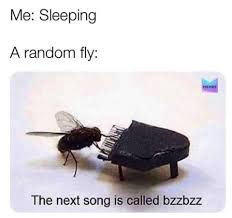 Me: Sleeping
A random fly:
The next song is called bzzbzz